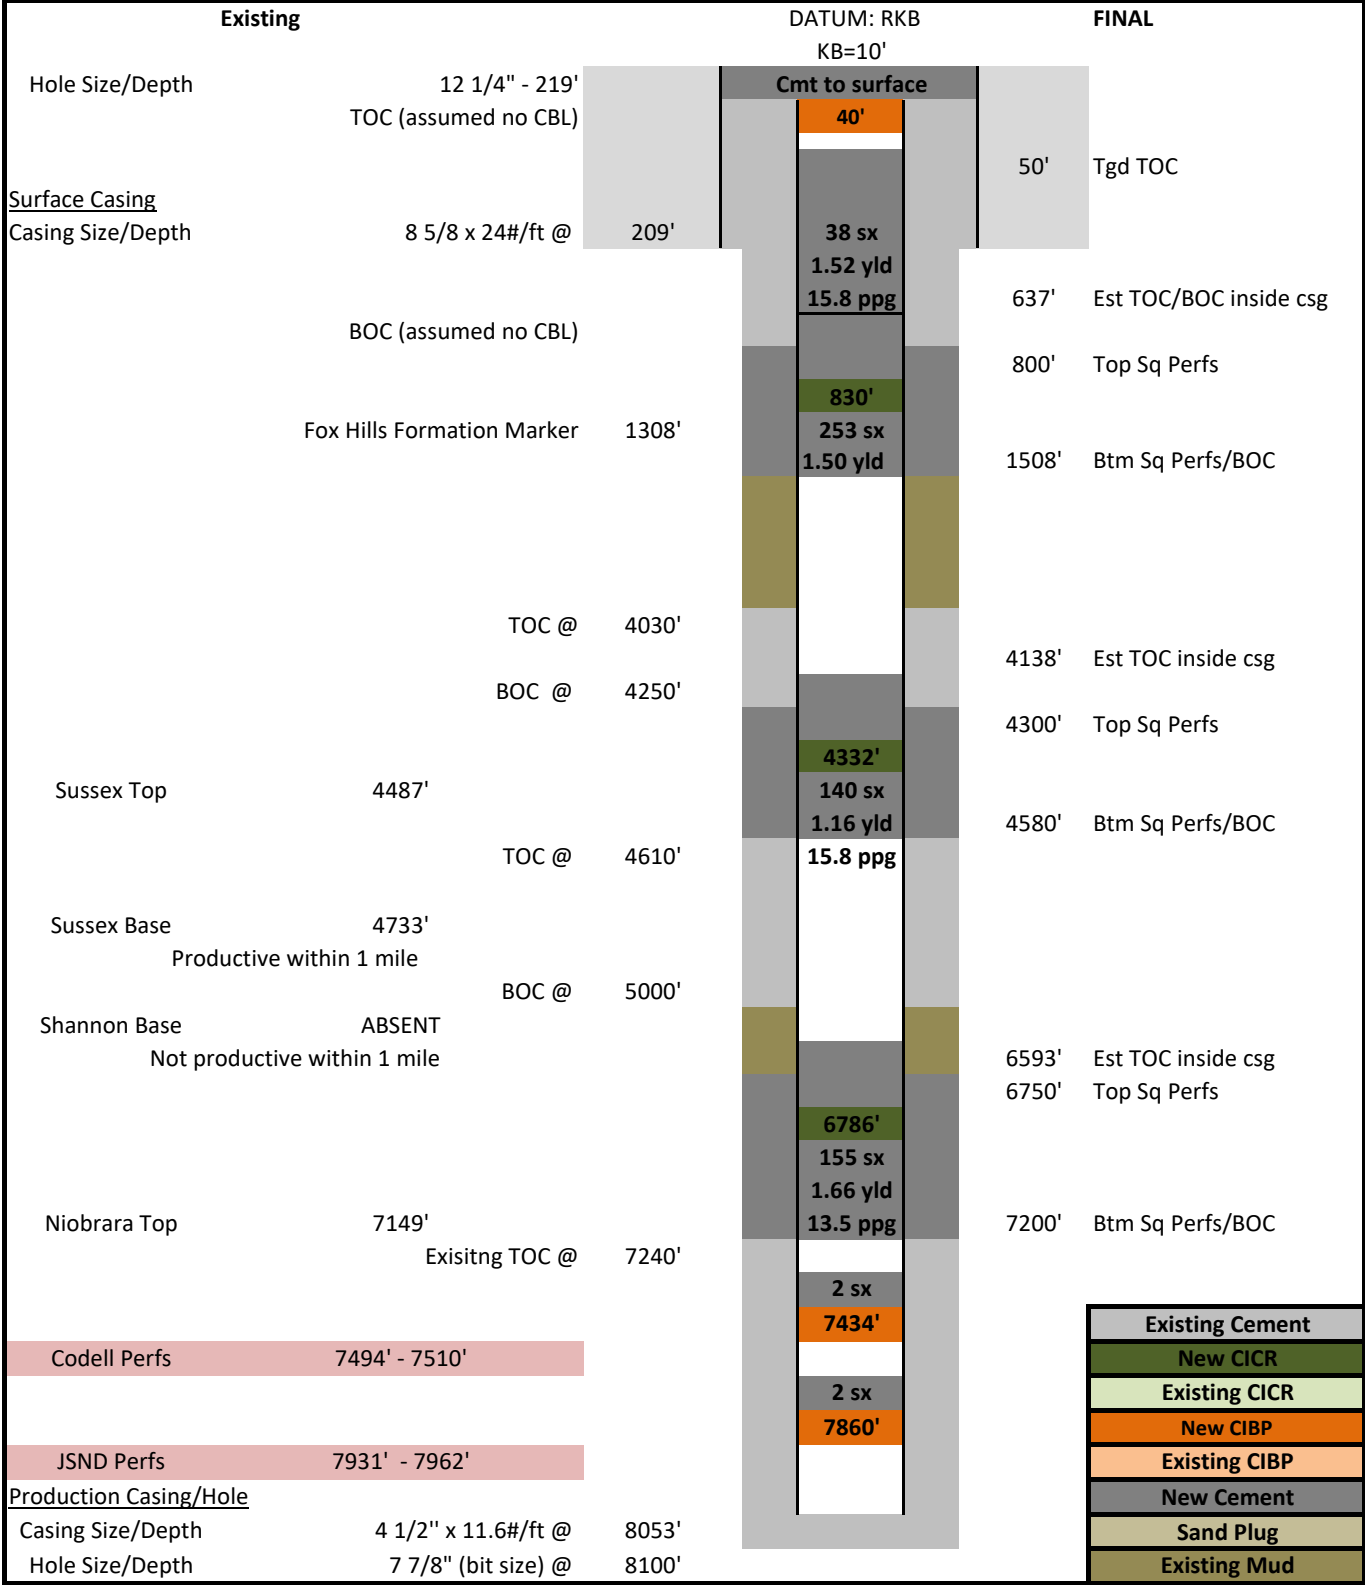 Existing DATUM: RKB FINAL
KB=10'
Hole Size/Depth 12 1/4" - 219' Cmt to surface
TOC (assumed no CBL) 40'
50' Tgd TOC
Surface Casing
Casing Size/Depth 8 5/8 x 24#/ft @ 209' 38 sx
1.52 yld
15.8 ppg 637' Est TOC/BOC inside csg
BOC (assumed no CBL)
800' Top Sq Perfs
830'
Fox Hills Formation Marker 1308' 253 sx
1.50 yld 1508' Btm Sq Perfs/BOC
TOC @ 4030'
4138' Est TOC inside csg
BOC @ 4250'
4300' Top Sq Perfs
4332'
Sussex Top 4487' 140 sx
1.16 yld 4580' Btm Sq Perfs/BOC
TOC @ 4610' 15.8 ppg
Sussex Base 4733'
Productive within 1 mile
BOC @ 5000'
Shannon Base ABSENT
Not productive within 1 mile 6593' Est TOC inside csg
6750' Top Sq Perfs
6786'
155 sx
1.66 yld
Niobrara Top 7149' 13.5 ppg 7200' Btm Sq Perfs/BOC
Exisitng TOC @ 7240'
2 sx
7434' Existing Cement
Codell Perfs 7494' - 7510' New CICR
2 sx Existing CICR
7860' New CIBP
JSND Perfs 7931' - 7962' Existing CIBP
Production Casing/Hole New Cement
Casing Size/Depth 4 1/2'' x 11.6#/ft @ 8053' Sand Plug
Hole Size/Depth 7 7/8" (bit size) @ 8100' Existing Mud